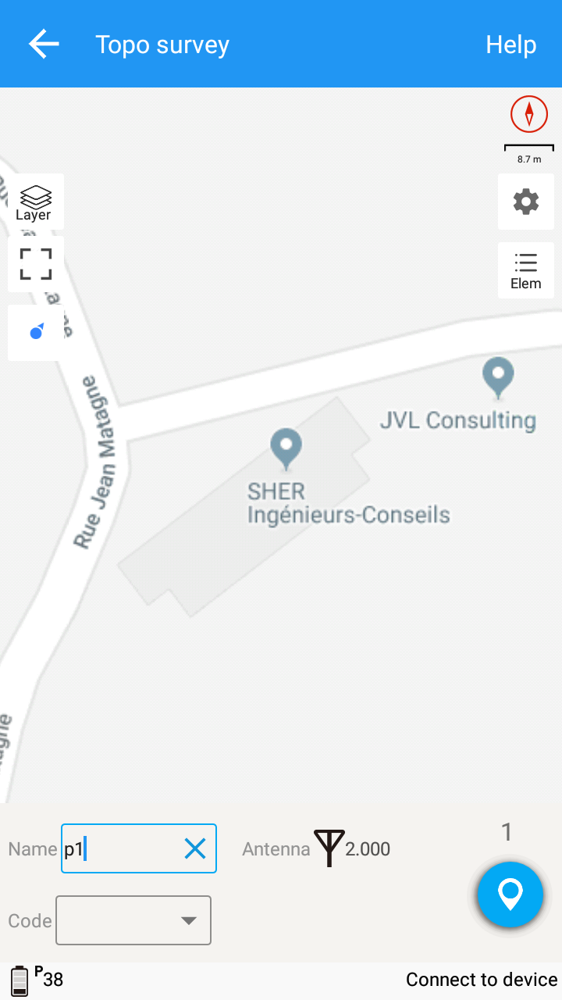 Topo survey
Help
8.7 m
Layer
Elem
JVL Consulting
Rue Jean Matagne
SHER
Ingénieurs-Conseils
1
Name p1
Antenna 2.000
Code
P 38
Connect to device